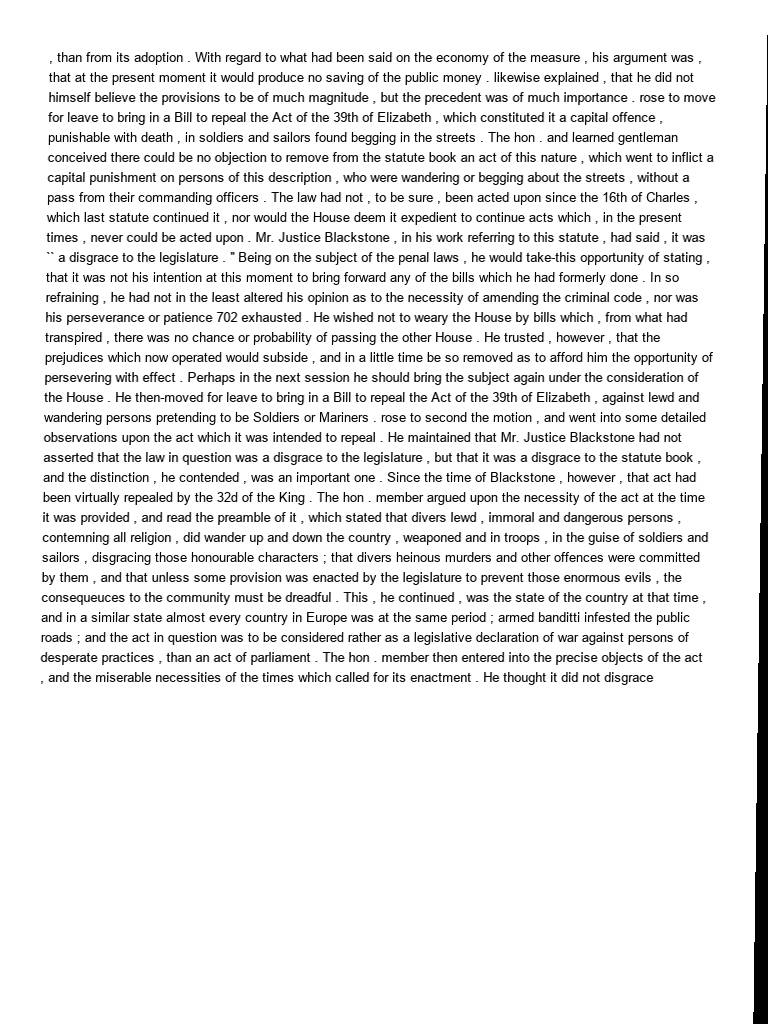 , than from its adoption . With regard to what had been said on the economy of the measure , his argument was ,
that at the present moment it would produce no saving of the public money . likewise explained , that he did not
himself believe the provisions to be of much magnitude , but the precedent was of much importance . rose to move
for leave to bring in a Bill to repeal the Act of the 39th of Elizabeth , which constituted it a capital offence ,
punishable with death , in soldiers and sailors found begging in the streets . The hon . and learned gentleman
conceived there could be no objection to remove from the statute book an act of this nature , which went to inflict a
capital punishment on persons of this description , who were wandering or begging about the streets , without a
pass from their commanding officers . The law had not , to be sure , been acted upon since the 16th of Charles ,
which last statute continued it , nor would the House deem it expedient to continue acts which , in the present
times , never could be acted upon . Mr. Justice Blackstone , in his work referring to this statute , had said , it was
`` a disgrace to the legislature . " Being on the subject of the penal laws , he would take-this opportunity of stating ,
that it was not his intention at this moment to bring forward any of the bills which he had formerly done . In so
refraining , he had not in the least altered his opinion as to the necessity of amending the criminal code , nor was
his perseverance or patience 702 exhausted . He wished not to weary the House by bills which , from what had
transpired , there was no chance or probability of passing the other House . He trusted , however , that the
prejudices which now operated would subside , and in a little time be so removed as to afford him the opportunity of
persevering with effect . Perhaps in the next session he should bring the subject again under the consideration of
the House . He then-moved for leave to bring in a Bill to repeal the Act of the 39th of Elizabeth , against lewd and
wandering persons pretending to be Soldiers or Mariners . rose to second the motion , and went into some detailed
observations upon the act which it was intended to repeal . He maintained that Mr. Justice Blackstone had not
asserted that the law in question was a disgrace to the legislature , but that it was a disgrace to the statute book ,
and the distinction , he contended , was an important one . Since the time of Blackstone , however , that act had
been virtually repealed by the 32d of the King . The hon . member argued upon the necessity of the act at the time
it was provided , and read the preamble of it , which stated that divers lewd , immoral and dangerous persons ,
contemning all religion , did wander up and down the country , weaponed and in troops , in the guise of soldiers and
sailors , disgracing those honourable characters ; that divers heinous murders and other offences were committed
by them , and that unless some provision was enacted by the legislature to prevent those enormous evils , the
consequeuces to the community must be dreadful . This , he continued , was the state of the country at that time ,
and in a similar state almost every country in Europe was at the same period ; armed banditti infested the public
roads ; and the act in question was to be considered rather as a legislative declaration of war against persons of
desperate practices , than an act of parliament . The hon . member then entered into the precise objects of the act
, and the miserable necessities of the times which called for its enactment . He thought it did not disgrace